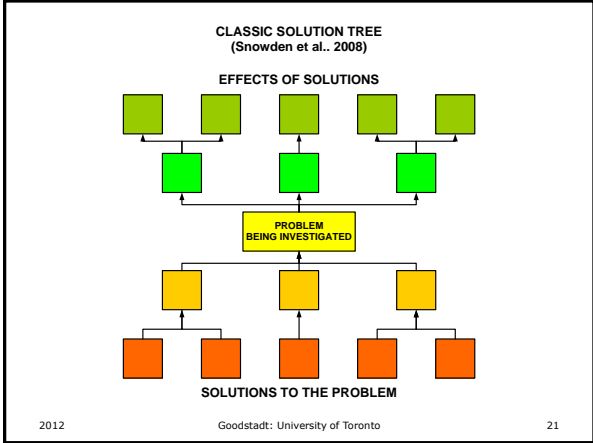 CLASSIC SOLUTION TREE
(Snowden et al.. 2008)
EFFECTS OF SOLUTIONS
PROBLEM
BEING INVESTIGATED
SOLUTIONS TO THE PROBLEM
2012 Goodstadt: University of Toronto 21